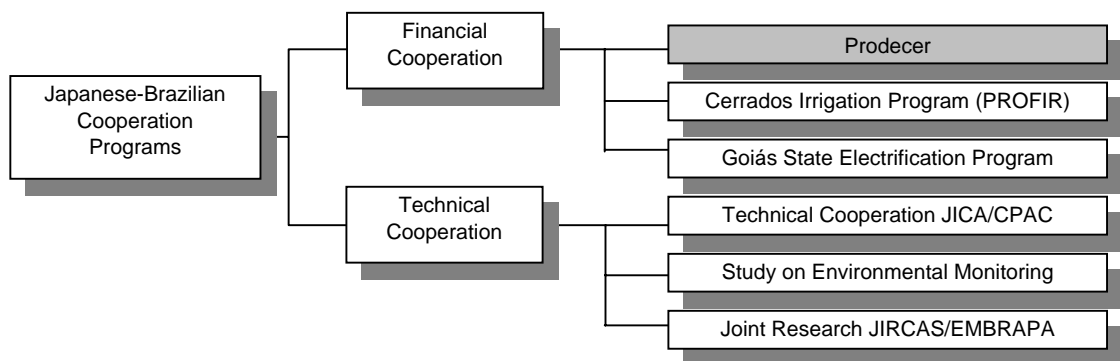 Japanese-Brazilian
Cooperation
Programs
Financial
Cooperation
Prodecer
Cerrados Irrigation Program (PROFIR)
Goiás State Electrification Program
Technical
Cooperation
Technical Cooperation JICA/CPAC
Study on Environmental Monitoring
Joint Research JIRCAS/EMBRAPA